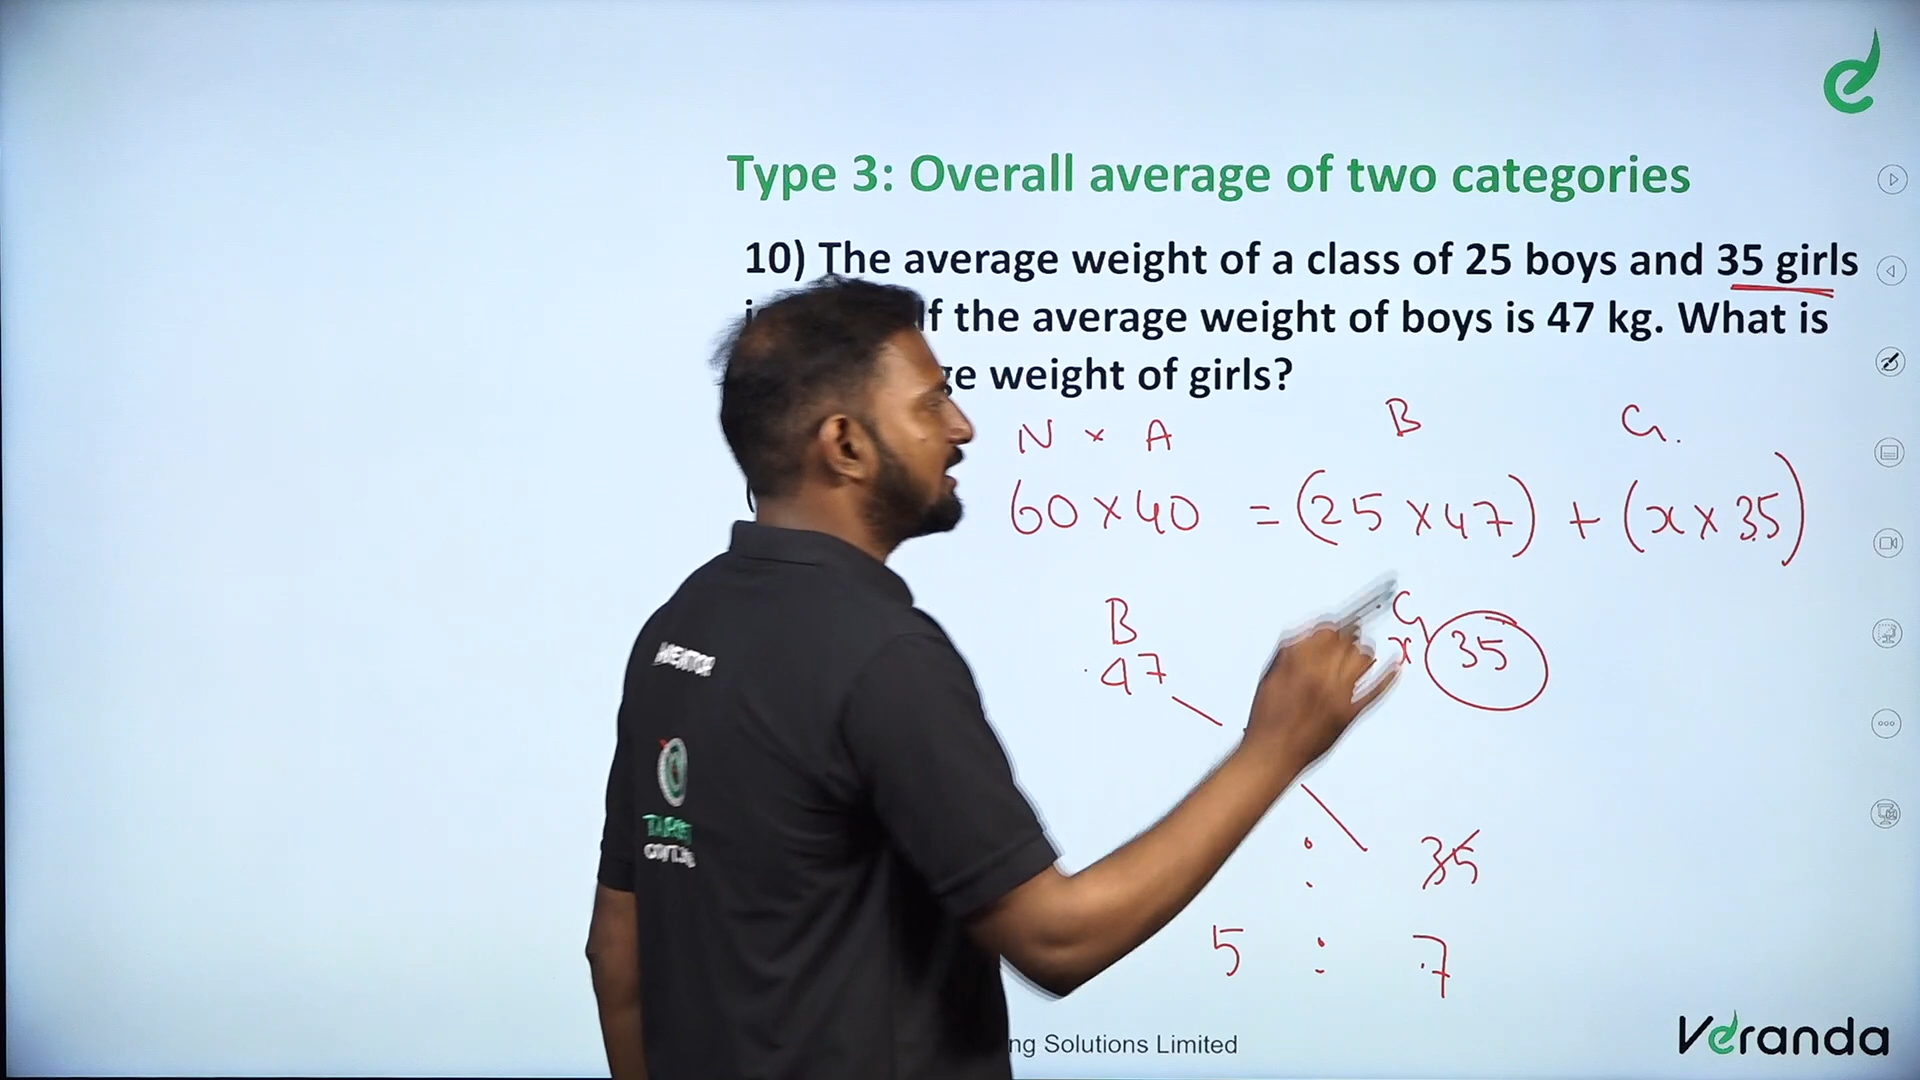 Type 3: Overall average of two categories
10) The average weight of a class of 25 boys and 35 girls
If the average weight of boys is 47 kg. What is
weight of girls?
N × A B G.
60 × 40 = (25 × 47) + (x × 35)
B G
47 x 35
: 35
5 : 7
MENTOR
ng Solutions Limited
Veranda